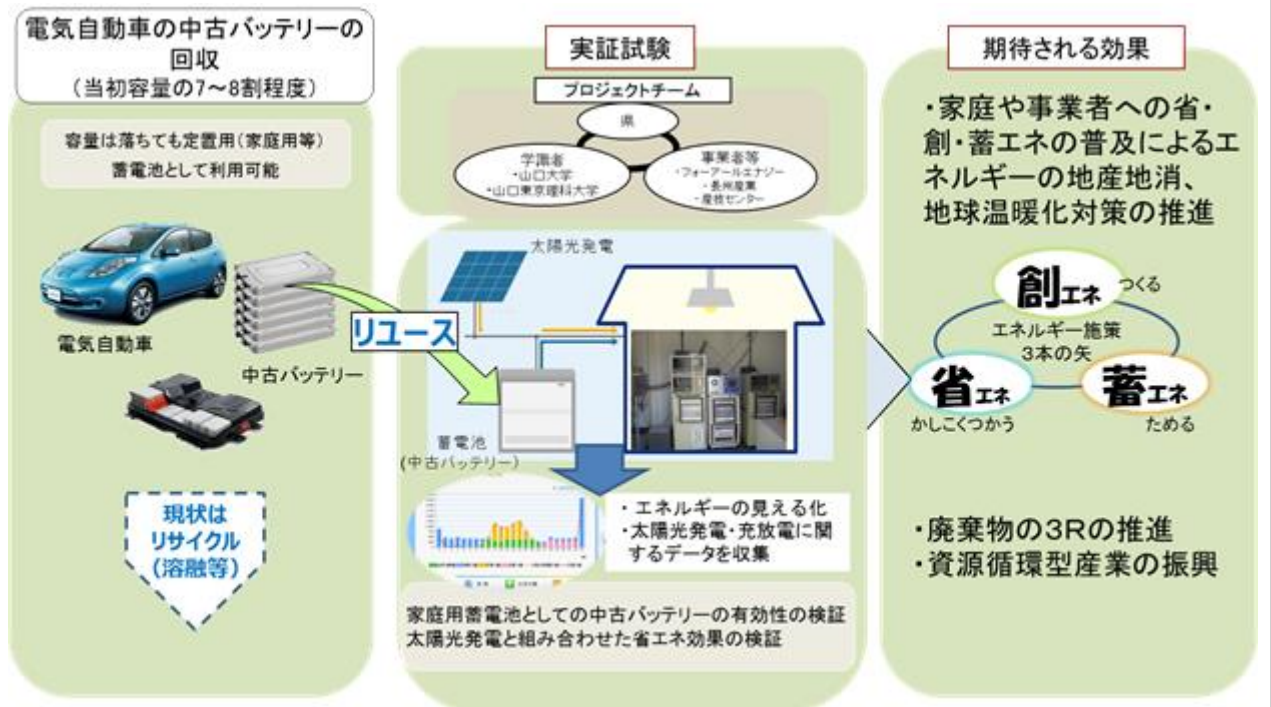 電気自動車の中古バッテリーの
回収
(当初容量の7～8割程度)
容量は落ちても定置用(家庭用等)
蓄電池として利用可能
電気自動車
中古バッテリー
現状は
リサイクル
(溶融等)
リユース
実証試験
プロジェクトチーム
県
学識者
・山口大学
・山口東京理科大学
事業者等
・フォーアールエナジー
・長州産業
・産技センター
太陽光発電
蓄電池
(中古バッテリー)
・エネルギーの見える化
・太陽光発電・充放電に関
するデータを収集
家庭用蓄電池としての中古バッテリーの有効性の検証
太陽光発電と組み合わせた省エネ効果の検証
期待される効果
・家庭や事業者への省・
創・蓄エネの普及によるエ
ネルギーの地産地消、
地球温暖化対策の推進
創エネ つくる
エネルギー施策
3本の矢
省エネ
かしこくつかう
蓄エネ
ためる
・廃棄物の3Rの推進
・資源循環型産業の振興